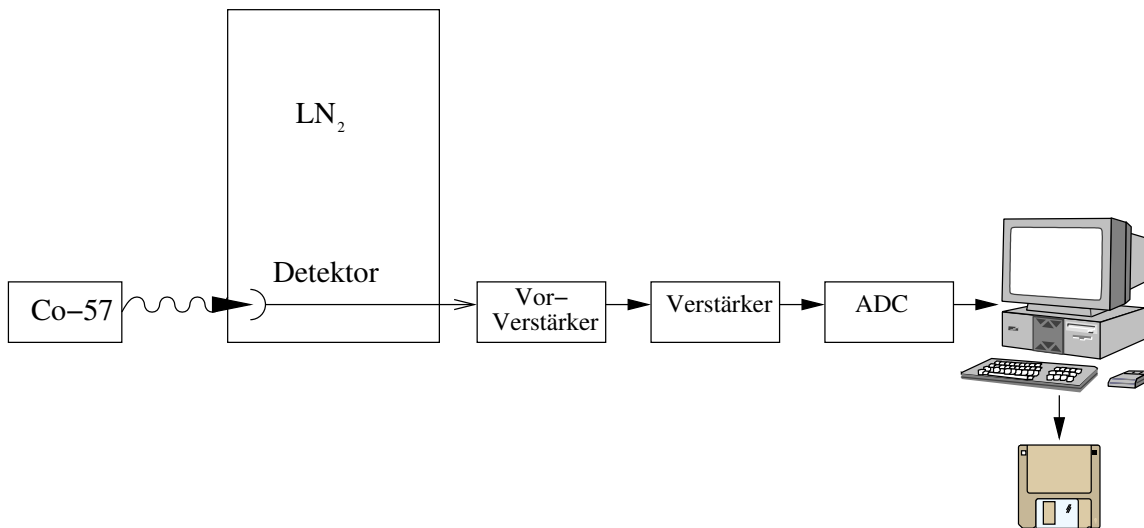 LN₂
Detektor
Co−57
Vor−
Verstärker
Verstärker
ADC